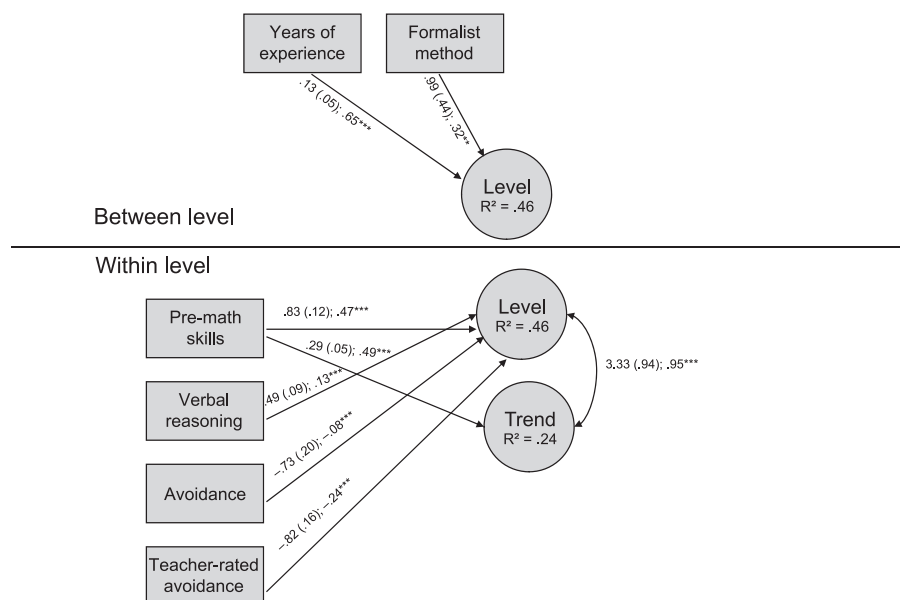 Years of
experience
Formalist
method
.13 (.05); .65***
.99 (.44); .32**
Level
R² = .46
Between level
Within level
Pre-math
skills
.83 (.12); .47***
.29 (.05); .49***
Level
R² = .46
3.33 (.94); .95***
Verbal
reasoning
.49 (.09); .13***
Trend
R² = .24
Avoidance
–.73 (.20); –.08***
Teacher-rated
avoidance
–.82 (.16); –.24***